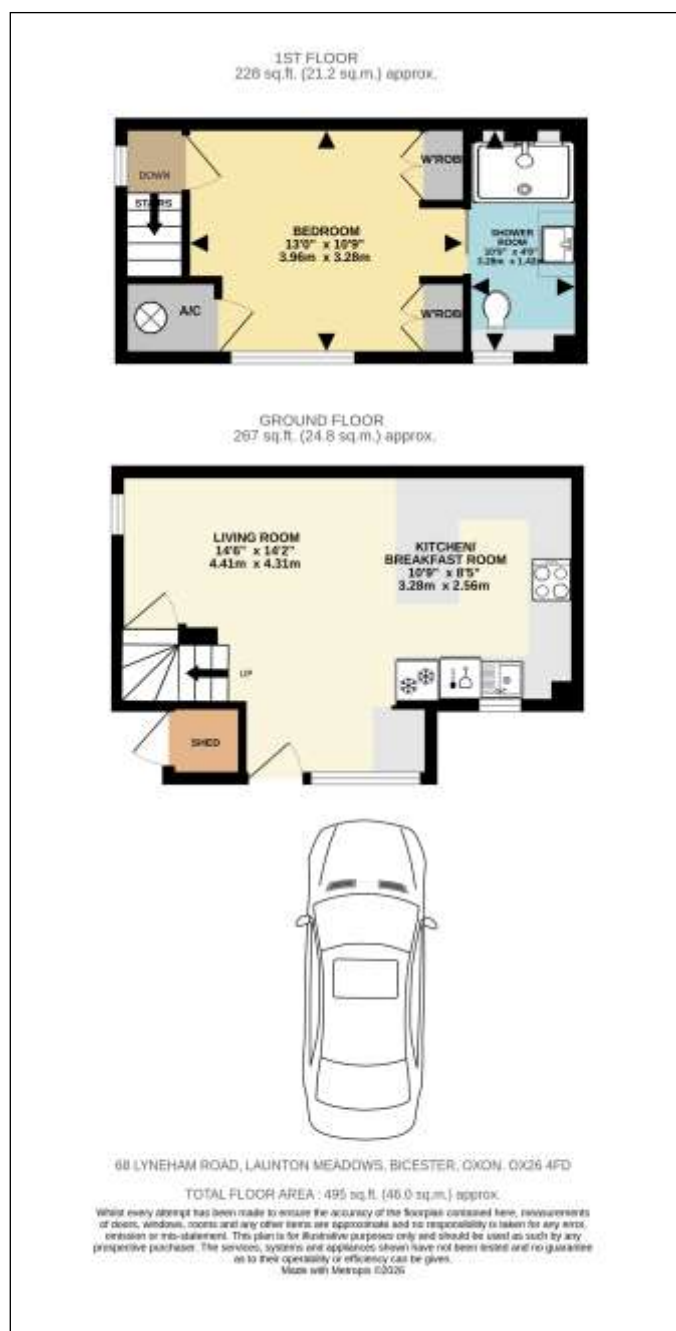 1ST FLOOR
228 sq.ft. (21.2 sq.m.) approx.
DOWN
STAIRS
W'ROB
BEDROOM
13'0" x 10'9"
3.96m x 3.28m
SHOWER
ROOM
3.28m x 1.42m
A/C
W'ROB
GROUND FLOOR
267 sq.ft. (24.8 sq.m.) approx.
LIVING ROOM
14'6" x 14'2"
4.41m x 4.31m
KITCHEN/
BREAKFAST ROOM
10'9" x 8'5"
3.28m x 2.56m
UP
SHED
68 LYNEHAM ROAD, LAUNTON MEADOWS, BICESTER, OXON. OX26 4FD
TOTAL FLOOR AREA : 495 sq.ft. (46.0 sq.m.) approx.
Whilst every attempt has been made to ensure the accuracy of the floorplan contained here, measurements
of doors, windows, rooms and any other items are approximate and no responsibility is taken for any error,
omission or mis-statement. This plan is for illustrative purposes only and should be used as such by any
prospective purchaser. The services, systems and appliances shown have not been tested and no guarantee
as to their operability or efficiency can be given.
Made with Metropix ©2026